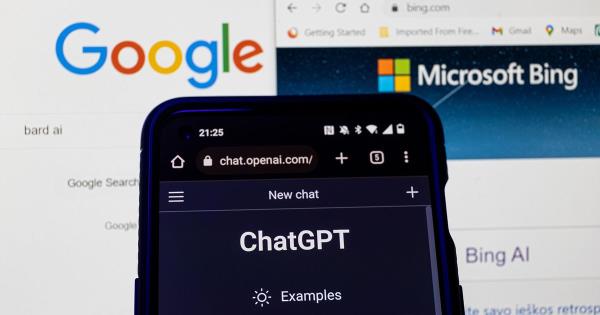 Google
bard ai
Google Search
Google
bing.com
Getting Started
Imported From Fire...
Gmail
Maps
Microsoft Bing
Bing AI
te savo ieškos retrosp
21:25
chat.openai.com/
5
New chat
ChatGPT
Examples